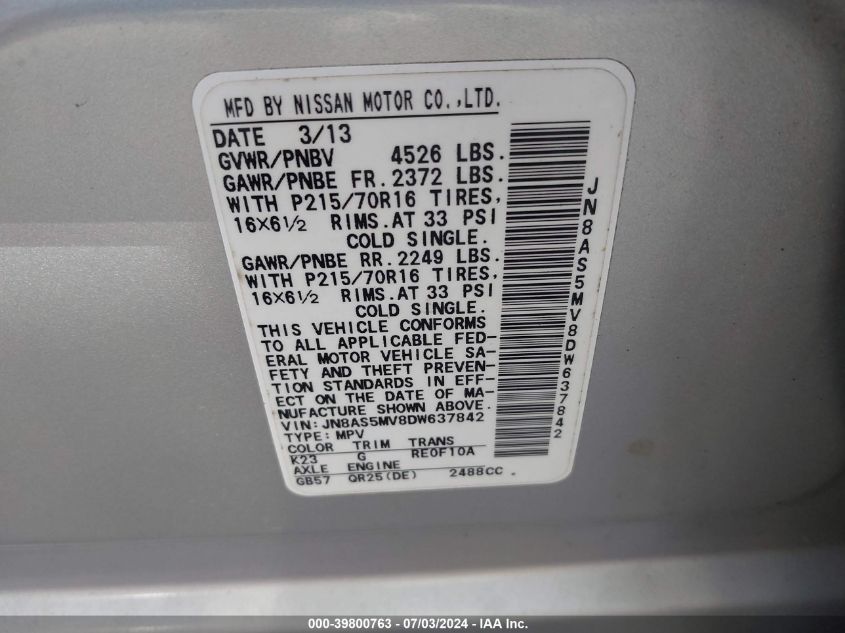 MFD BY NISSAN MOTOR CO.,LTD.
DATE 3/13
GVWR/PNBV 4526 LBS.
GAWR/PNBE FR. 2372 LBS.
WITH P215/70R16 TIRES,
16X6½ RIMS.AT 33 PSI
COLD SINGLE.
GAWR/PNBE RR. 2249 LBS.
WITH P215/70R16 TIRES,
16X6½ RIMS.AT 33 PSI
COLD SINGLE.
THIS VEHICLE CONFORMS
TO ALL APPLICABLE FED-
ERAL MOTOR VEHICLE SA-
FETY AND THEFT PREVEN-
TION STANDARDS IN EFF-
ECT ON THE DATE OF MA-
NUFACTURE SHOWN ABOVE.
VIN: JN8AS5MV8DW637842
TYPE: MPV
COLOR TRIM TRANS
K23 G RE0F10A
AXLE ENGINE
GB57 QR25(DE) 2488CC .
JN8AS5MV8DW637842
000-39800763 - 07/03/2024 - IAA Inc.